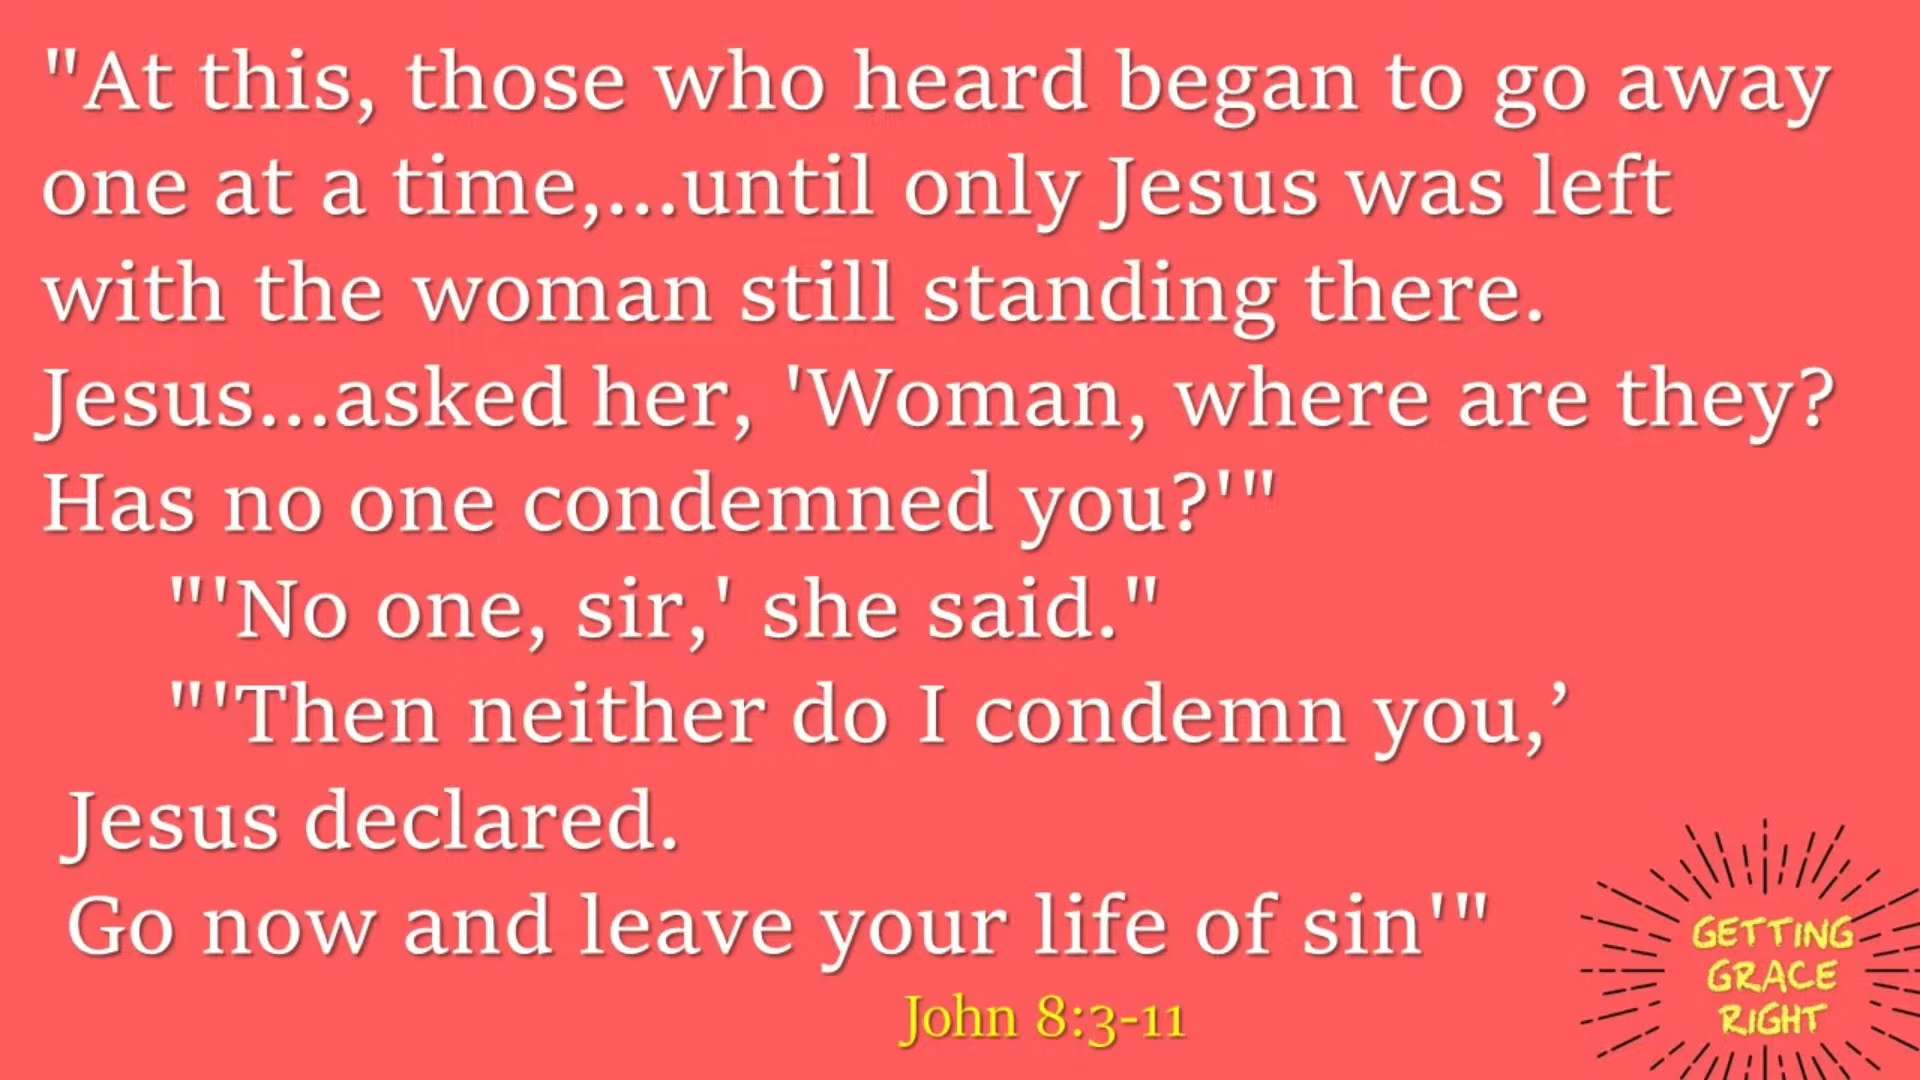 "At this, those who heard began to go away
one at a time,...until only Jesus was left
with the woman still standing there.
Jesus...asked her, 'Woman, where are they?
Has no one condemned you?'"
"'No one, sir,' she said."
"'Then neither do I condemn you,’
Jesus declared.
Go now and leave your life of sin'"
John 8:3-11
GETTING
GRACE
RIGHT